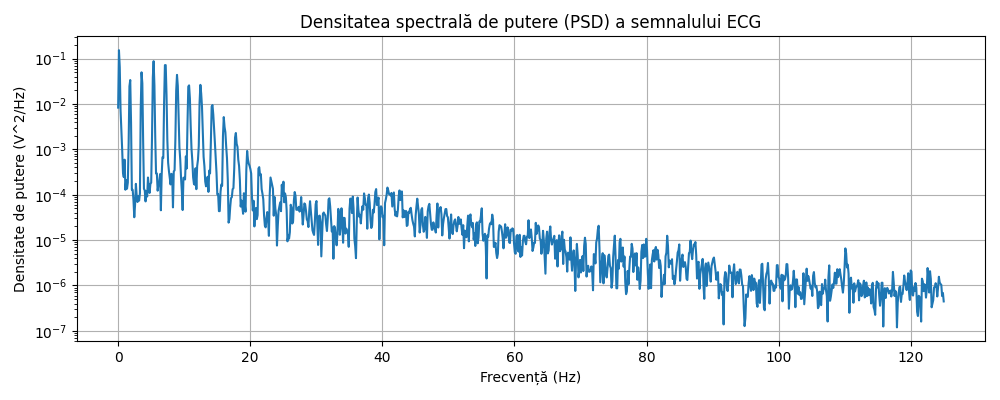 Densitatea spectrală de putere (PSD) a semnalului ECG
Densitate de putere (V^2/Hz)
10⁻¹
10⁻²
10⁻³
10⁻⁴
10⁻⁵
10⁻⁶
10⁻⁷
0 20 40 60 80 100 120
Frecvență (Hz)